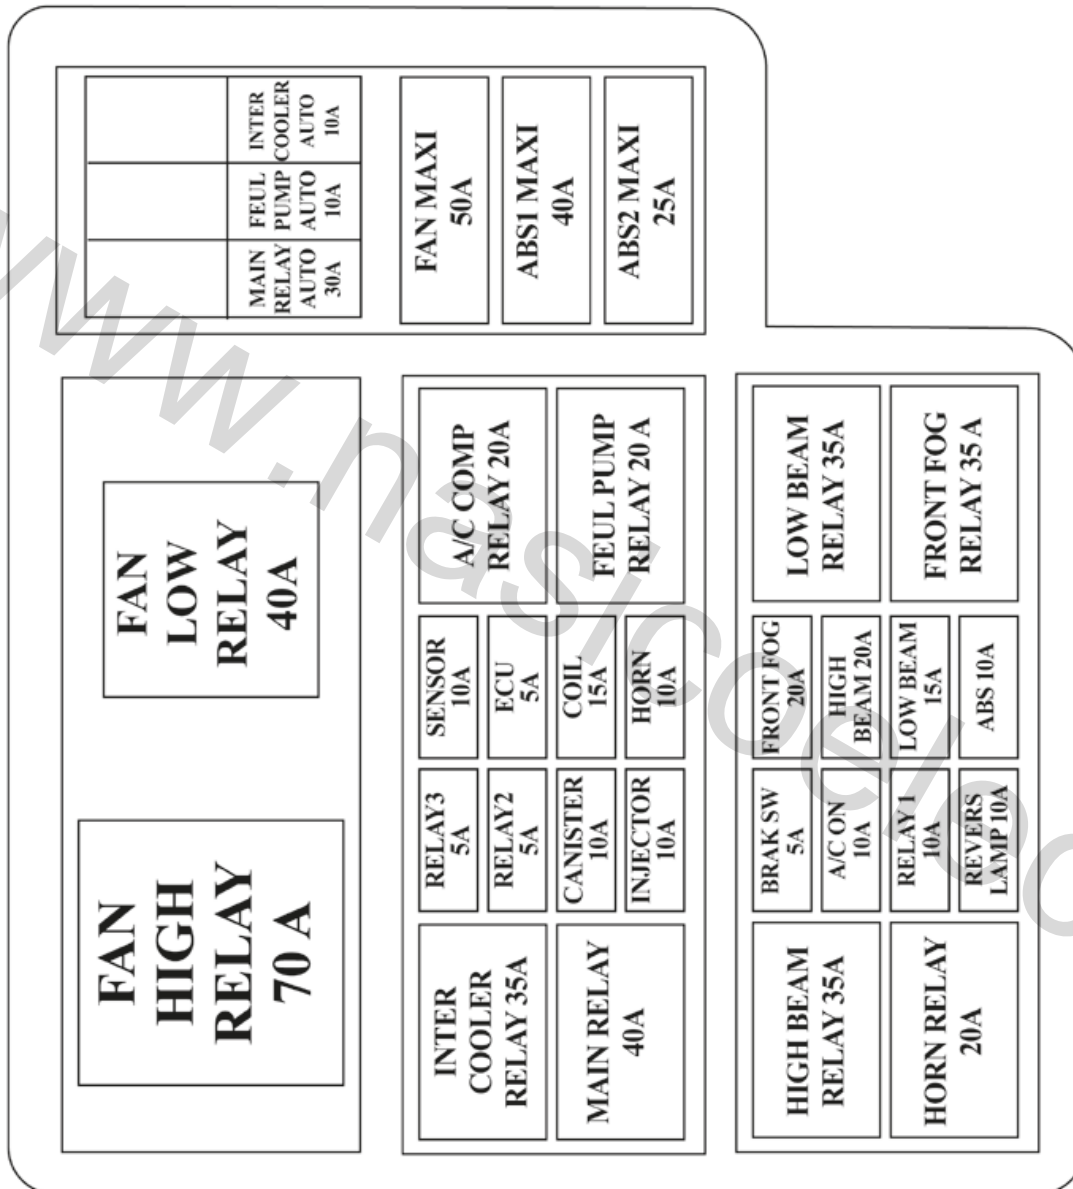 INTER
COOLER
AUTO
10A
FEUL
PUMP
AUTO
10A
MAIN
RELAY
AUTO
30A
FAN MAXI
50A
ABS1 MAXI
40A
ABS2 MAXI
25A
FAN
LOW
RELAY
40A
FAN
HIGH
RELAY
70 A
A/C COMP
RELAY 20A
FEUL PUMP
RELAY 20 A
SENSOR
10A
ECU
5A
COIL
15A
HORN
10A
RELAY3
5A
RELAY2
5A
CANISTER
10A
INJECTOR
10A
INTER
COOLER
RELAY 35A
MAIN RELAY
40A
LOW BEAM
RELAY 35A
FRONT FOG
RELAY 35 A
FRONT FOG
20A
HIGH
BEAM 20A
LOW BEAM
15A
ABS 10A
BRAK SW
5A
A/C ON
10A
RELAY 1
10A
REVERS
LAMP 10A
HIGH BEAM
RELAY 35A
HORN RELAY
20A
www.nasicoelec